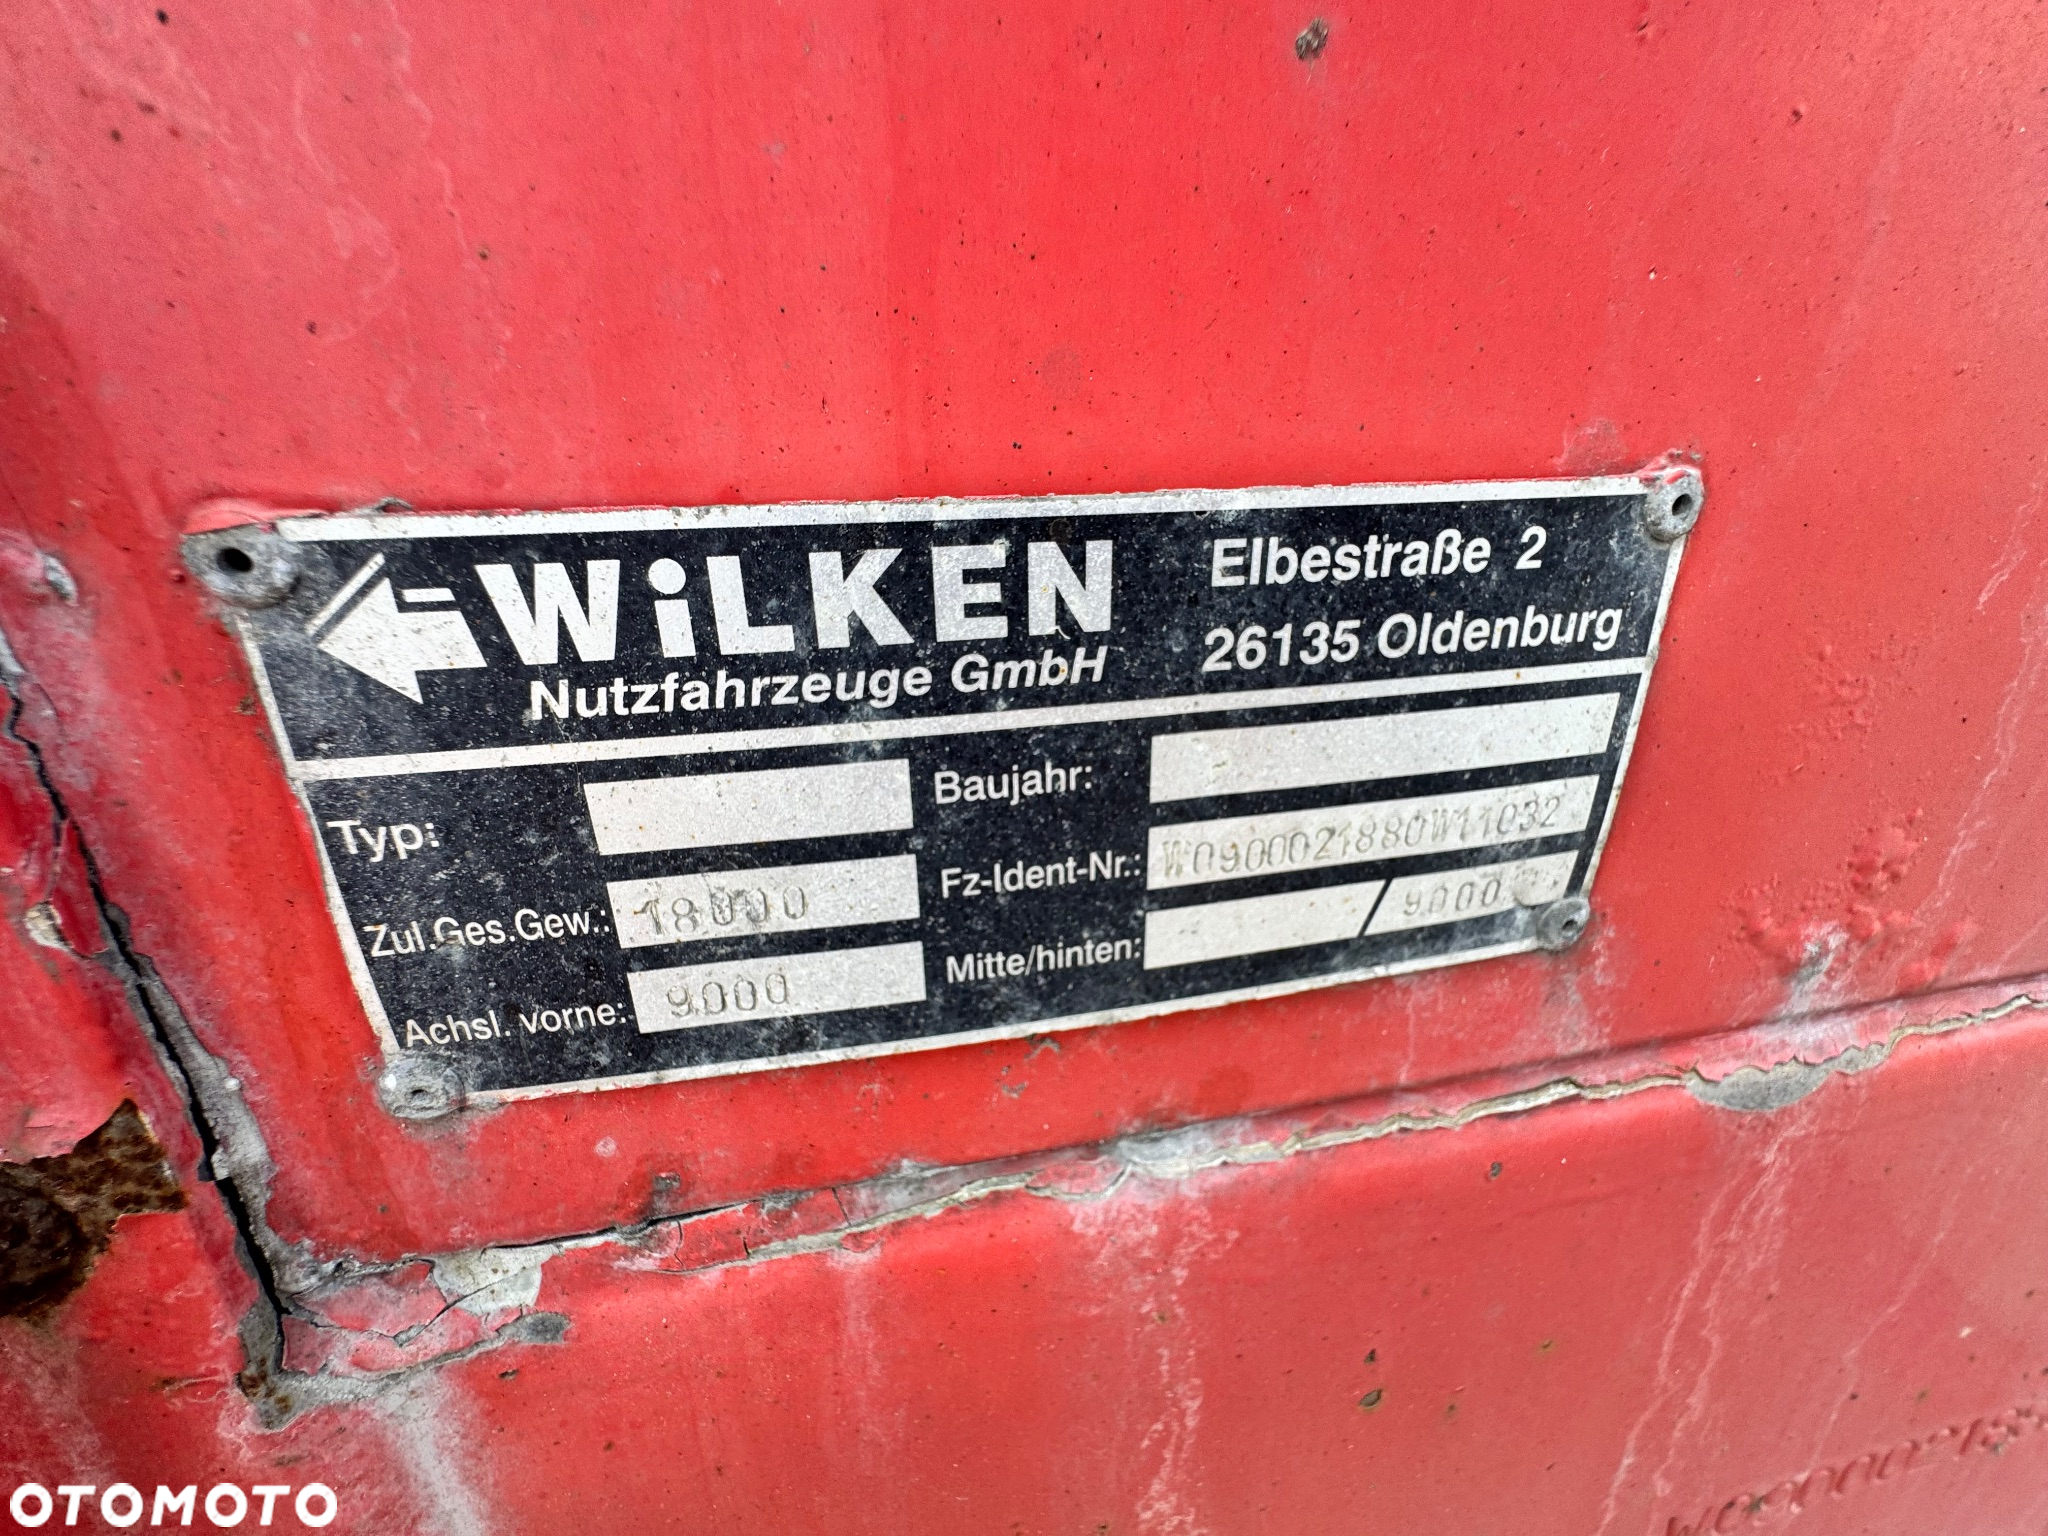 WiLKEN
Nutzfahrzeuge GmbH
Elbestraße 2
26135 Oldenburg
Typ:
Baujahr:
Zul.Ges.Gew.: 18000
Fz-Ident-Nr.: W0900021880W11032
Achsl. vorne: 9000
Mitte/hinten: / 9000
OTOMOTO